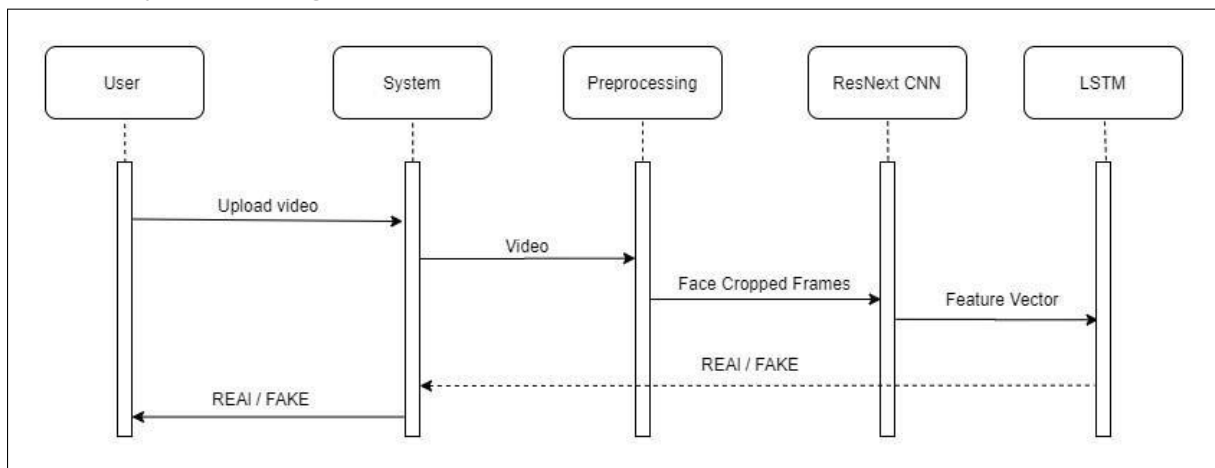 User
System
Preprocessing
ResNext CNN
LSTM
Upload video
Video
Face Cropped Frames
Feature Vector
REAl / FAKE
REAl / FAKE